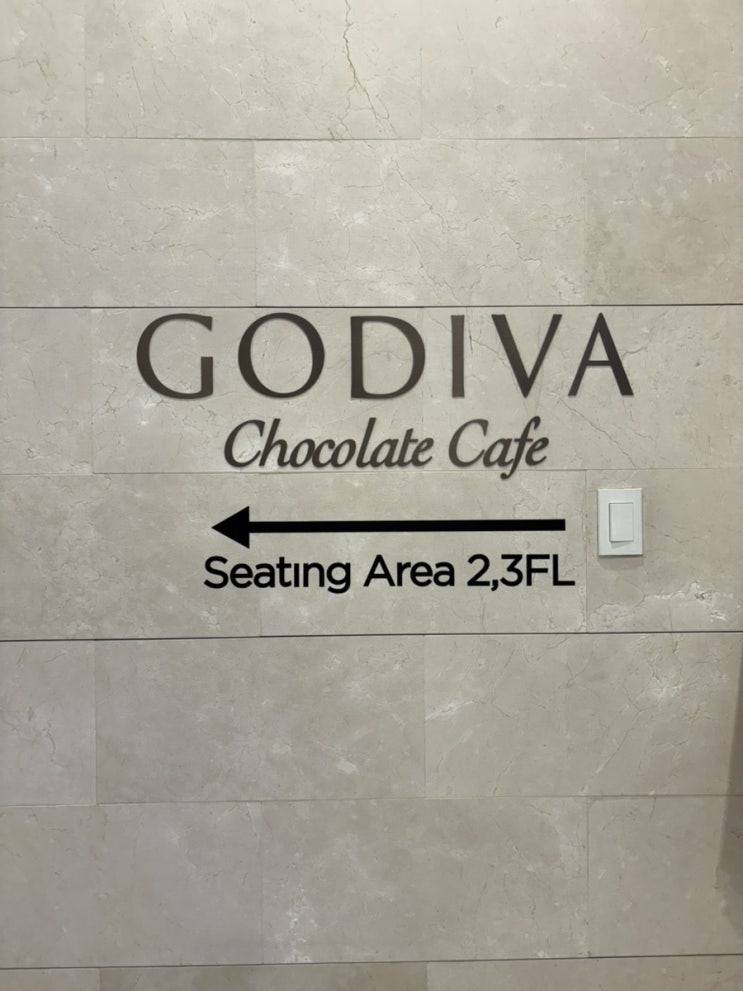 GODIVA
Chocolate Cafe
Seating Area 2,3FL